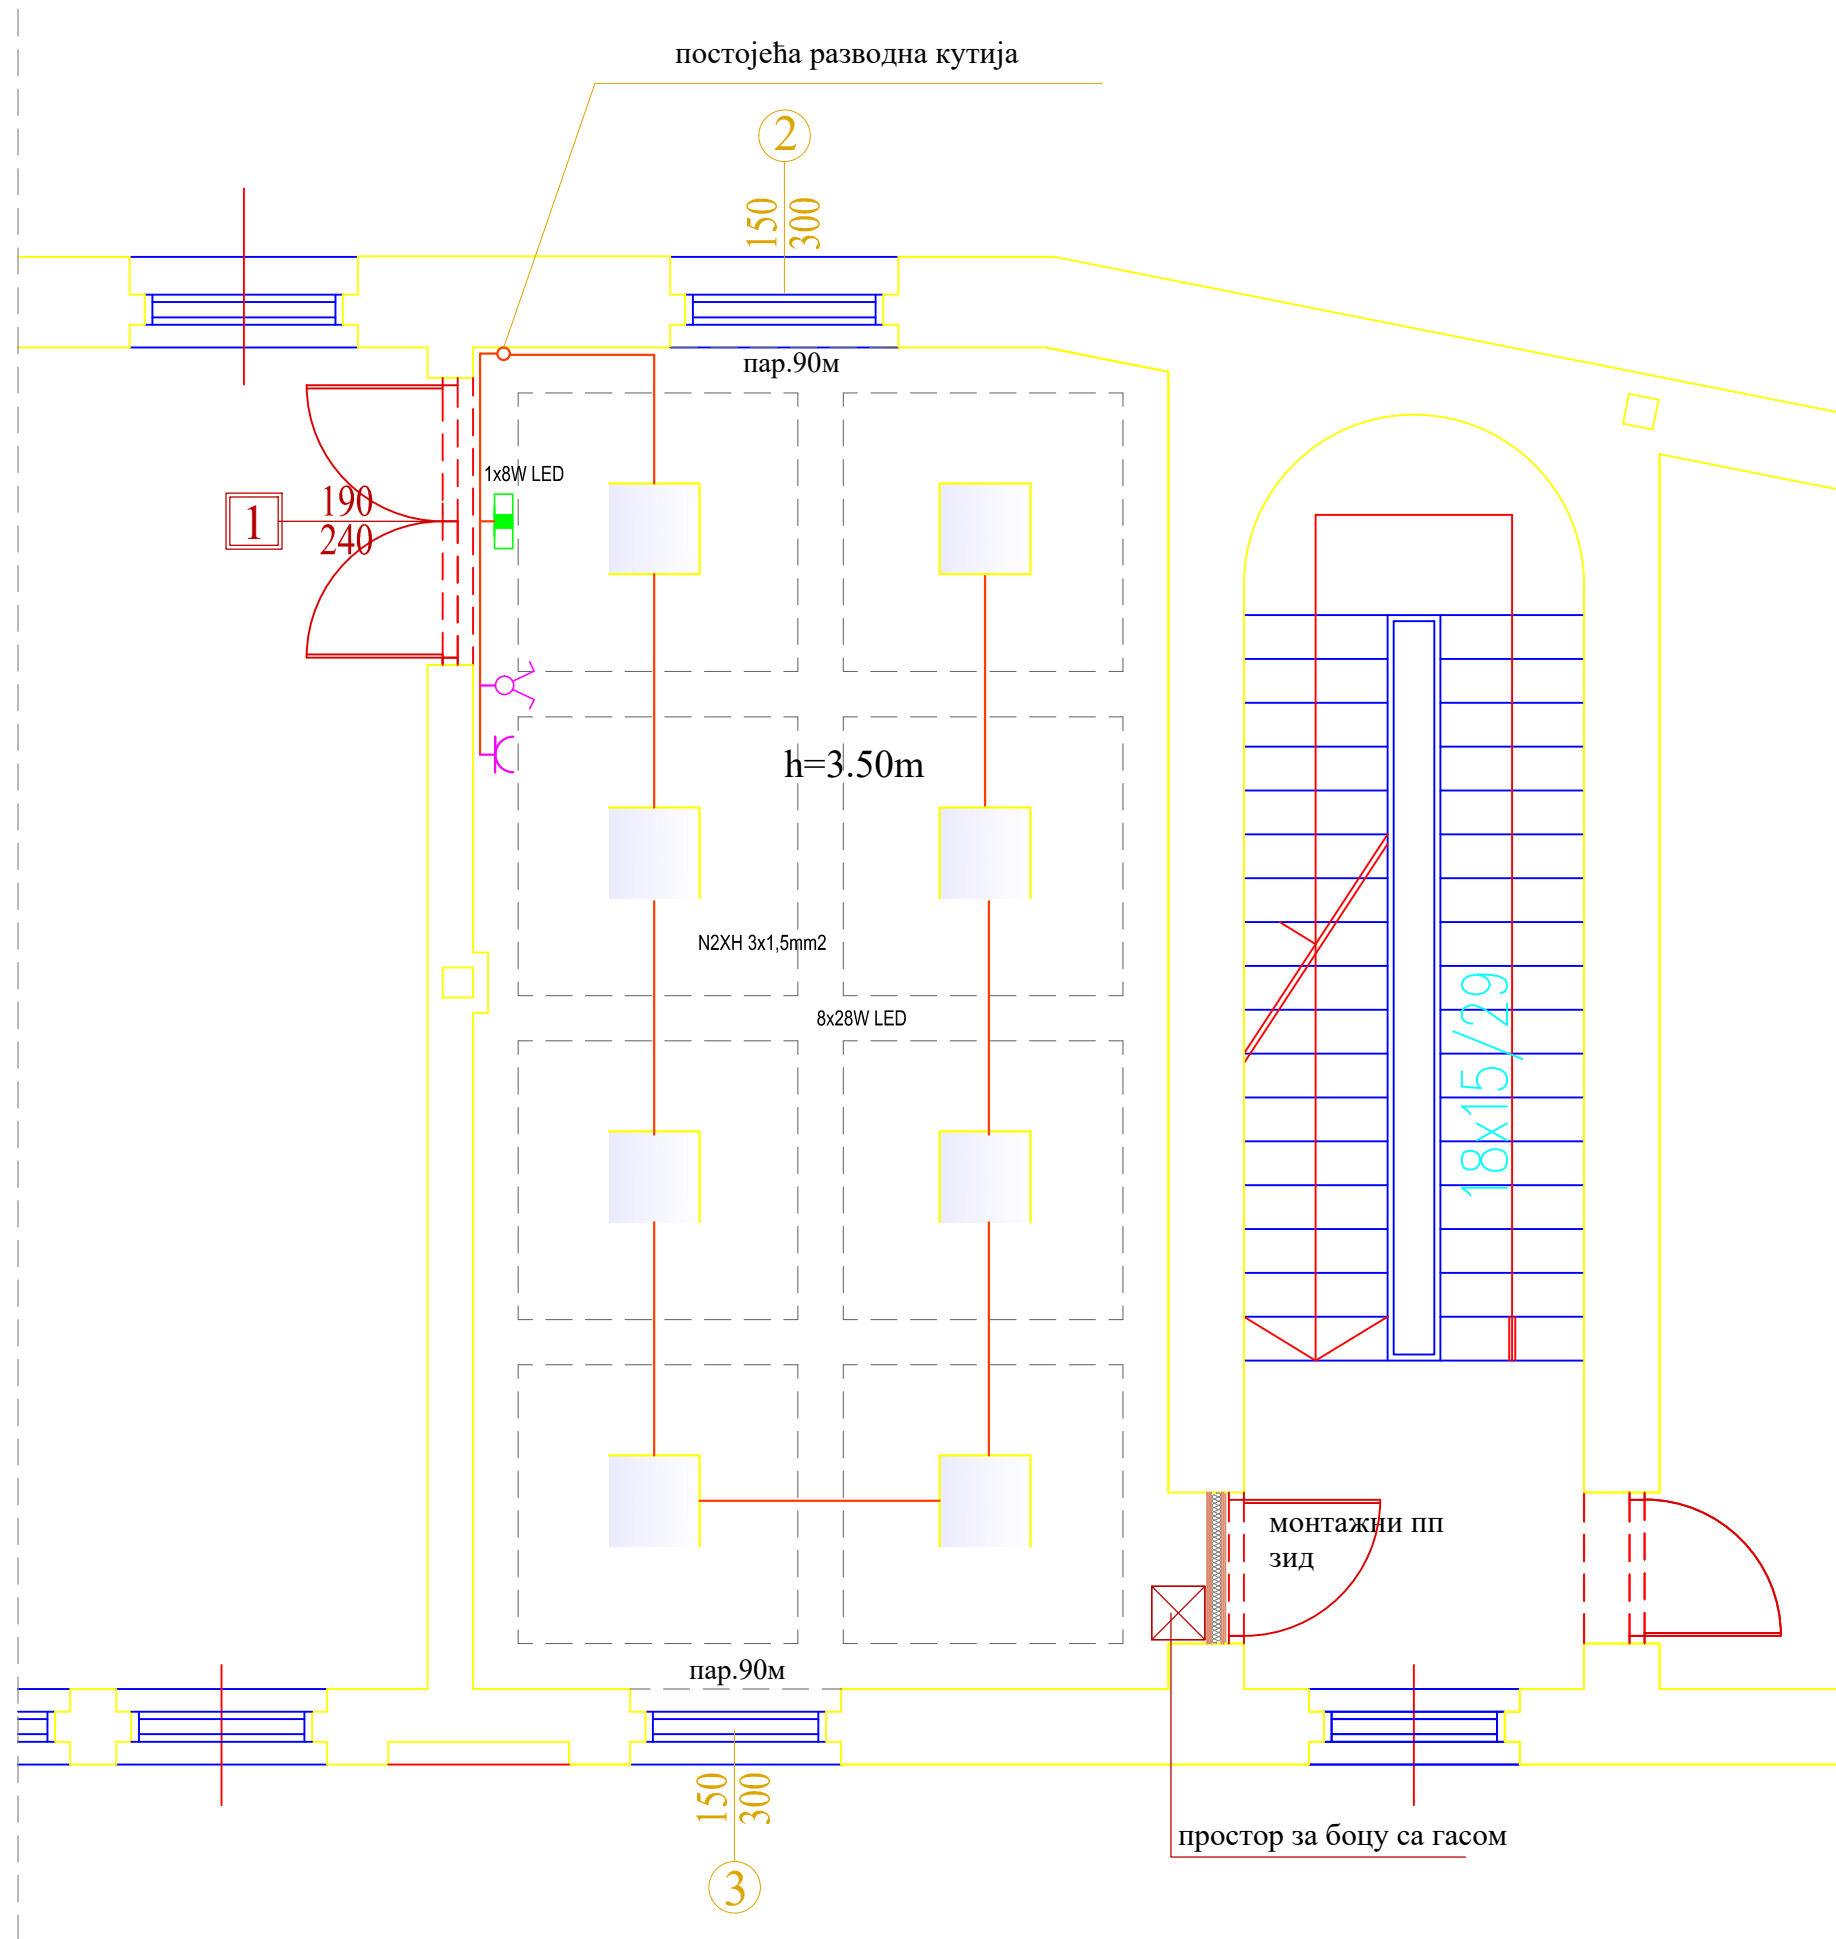 постојећа разводна кутија
2
150
300
пар.90м
1x8W LED
1
190
240
h=3.50m
N2XH 3x1,5mm2
8x28W LED
18x15/29
монтажни пп
зид
пар.90м
150
300
простор за боцу са гасом
3